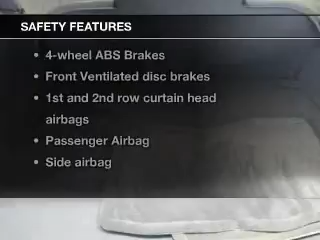 SAFETY FEATURES
• 4-wheel ABS Brakes
• Front Ventilated disc brakes
• 1st and 2nd row curtain head
airbags
• Passenger Airbag
• Side airbag